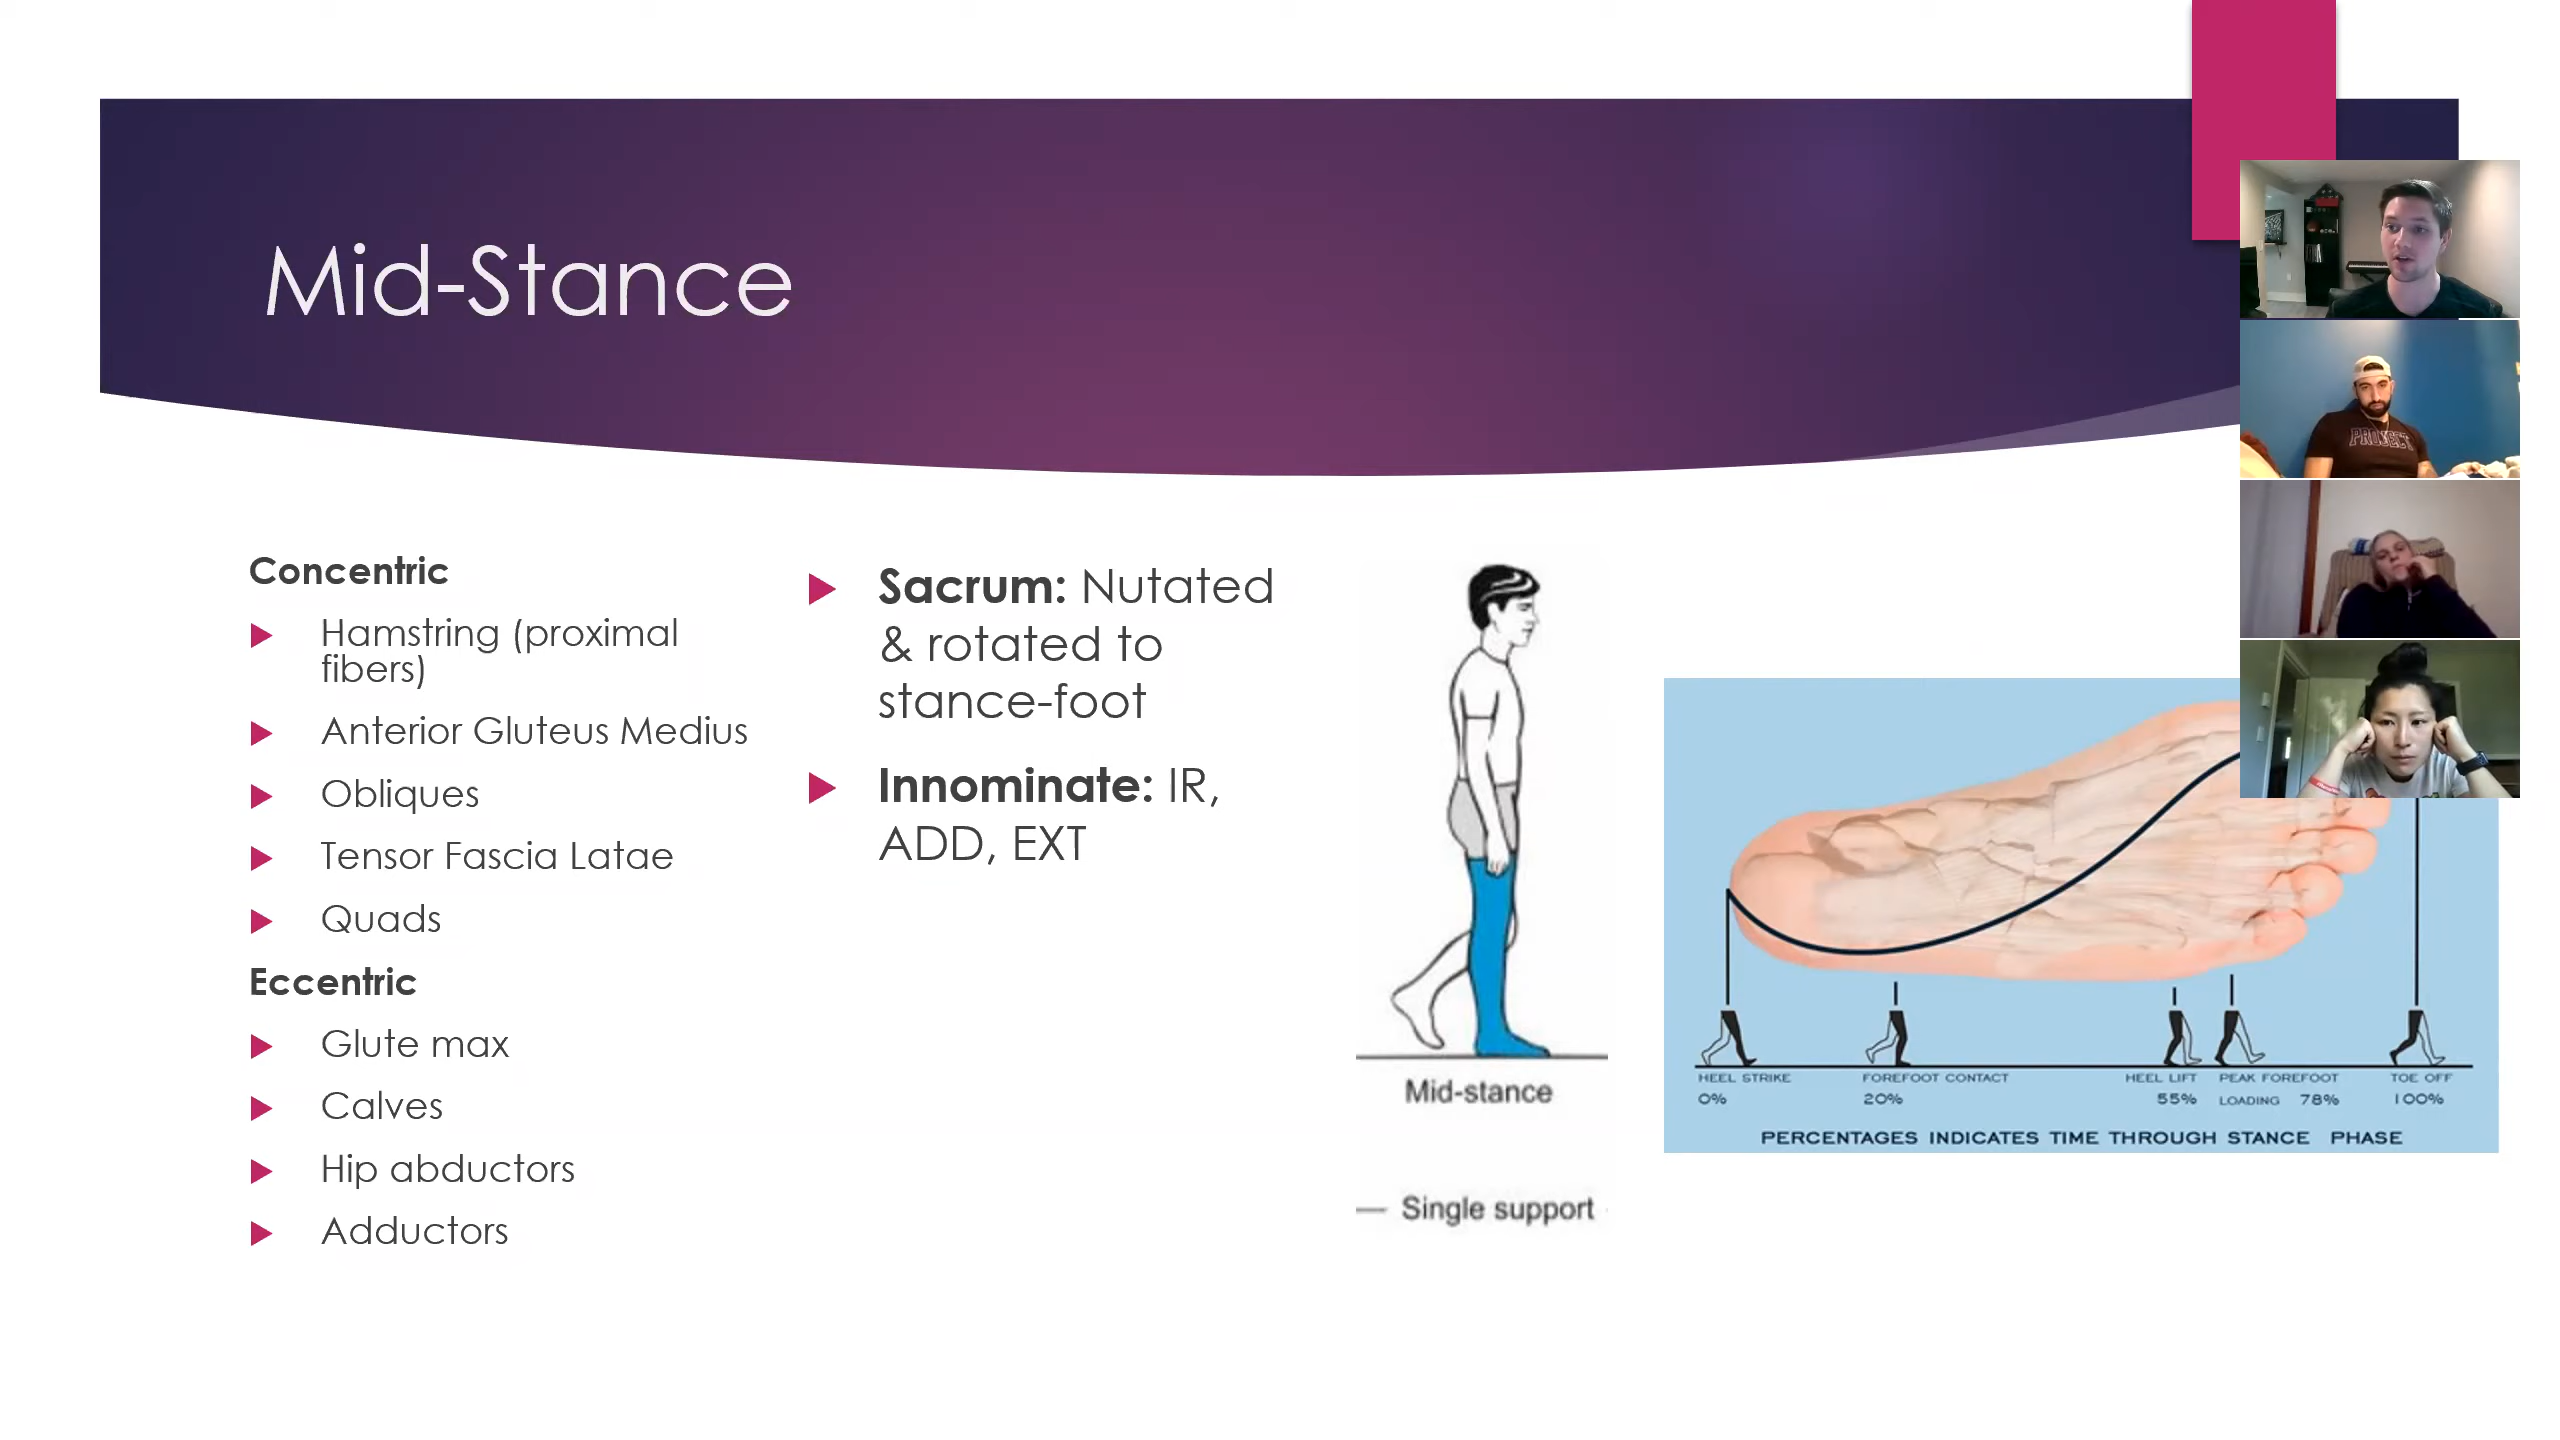 Mid-Stance
Concentric
Hamstring (proximal
fibers)
Anterior Gluteus Medius
Obliques
Tensor Fascia Latae
Quads
Eccentric
Glute max
Calves
Hip abductors
Adductors
Sacrum: Nutated
& rotated to
stance-foot
Innominate: IR,
ADD, EXT
Mid-stance
— Single support
HEEL STRIKE
0%
FOREFOOT CONTACT
20%
HEEL LIFT
55%
PEAK FOREFOOT
LOADING 78%
TOE OFF
100%
PERCENTAGES INDICATES TIME THROUGH STANCE PHASE
PROJECT